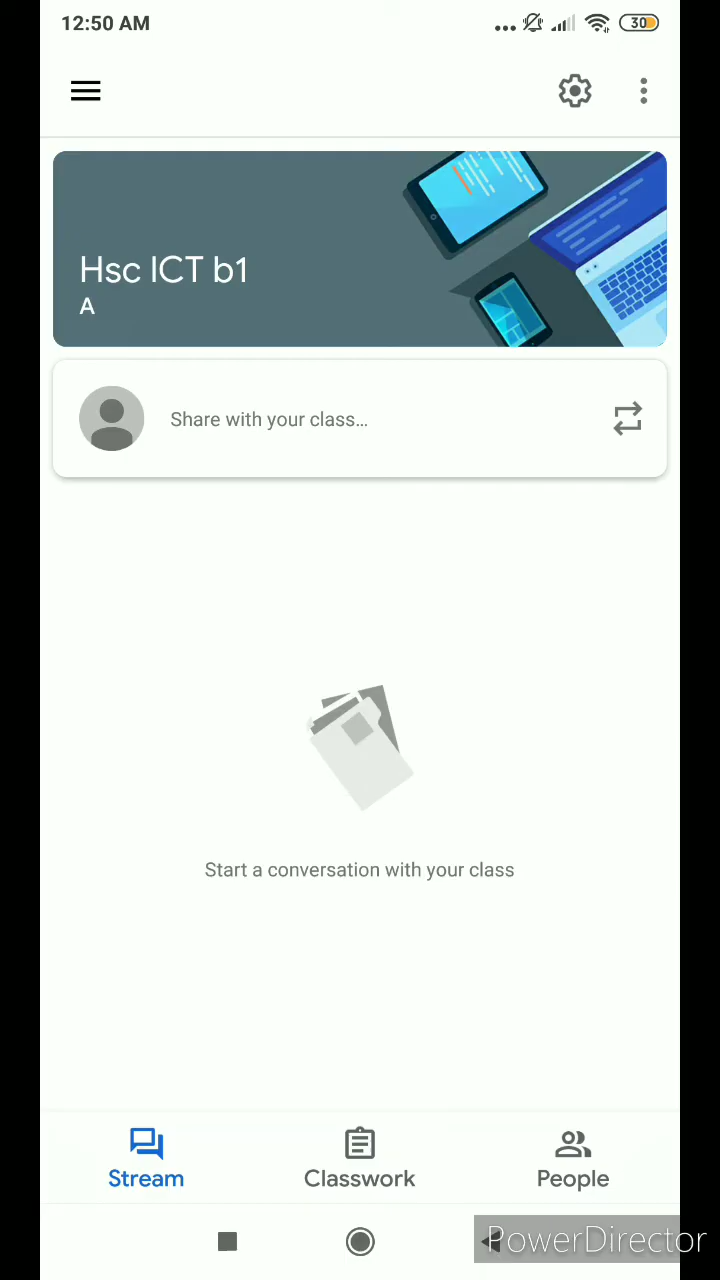 12:50 AM
30
Hsc ICT b1
A
Share with your class...
Start a conversation with your class
Stream
Classwork
People
PowerDirector